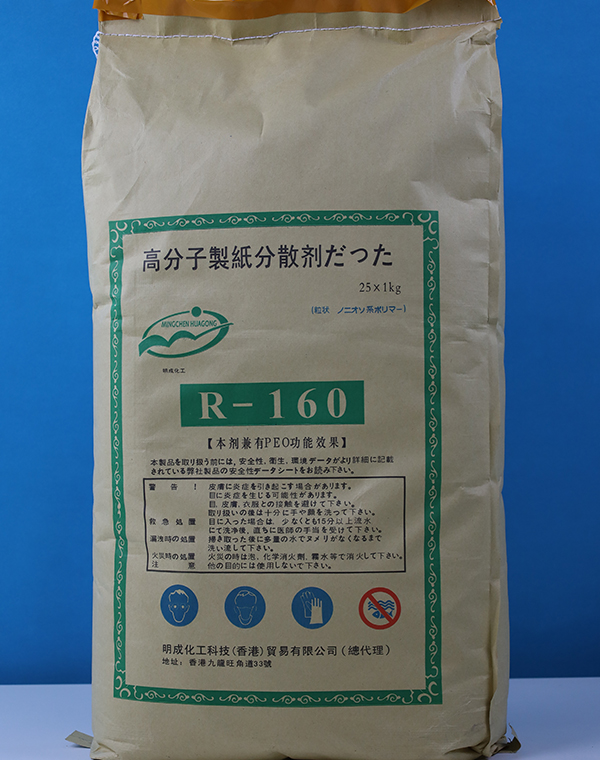 高分子製紙分散剤だつた
25×1kg
(粒状 ノニオソ系ポリマー)
MINGCHEN HUAGONG
明成化工
R-160
【本剤兼有PEO功能效果】
本製品を取り扱う前には,安全性,衛生,環境データがより詳細に記載
されている弊社製品の安全性データシートをお読み下さい。
警告! 皮膚に炎症を引き起こす場合があります。
目に炎症を生じる可能性があります。
目,皮膚,衣服との接触を避けて下さい。
取り扱いの後は十分に手や顔を洗って下さい。
救急処置 目に入った場合は,少なくとも15分以上流水
にて洗浄後,直ちに医師の手当を受けて下さい。
漏洩時の処置 掃き取った後に多量の水でヌメリがなくなるまで
洗い流して下さい。
火災時の処置 火災の時は泡、化学消火剤,霧水等で消火して下さい。
注意 他の目的には使用しないで下さい。
明成化工科技(香港)貿易有限公司(總代理)
地址:香港九龍旺角道33號